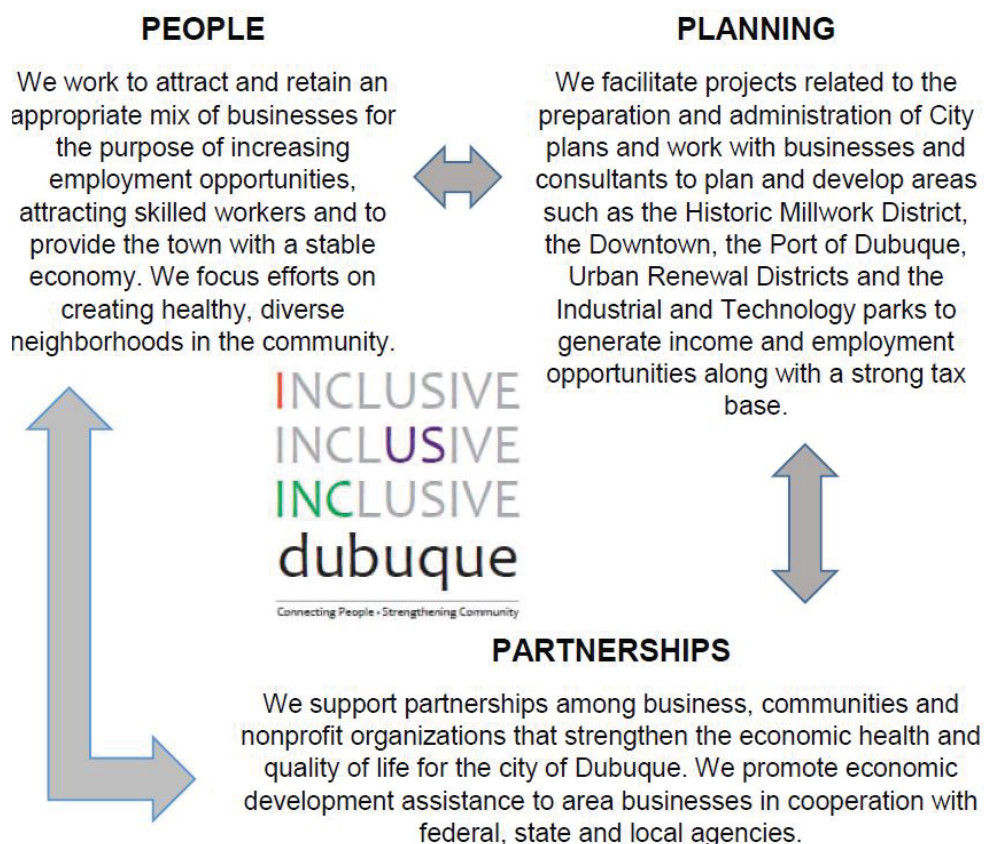 PEOPLE
We work to attract and retain an
appropriate mix of businesses for
the purpose of increasing
employment opportunities,
attracting skilled workers and to
provide the town with a stable
economy. We focus efforts on
creating healthy, diverse
neighborhoods in the community.
PLANNING
We facilitate projects related to the
preparation and administration of City
plans and work with businesses and
consultants to plan and develop areas
such as the Historic Millwork District,
the Downtown, the Port of Dubuque,
Urban Renewal Districts and the
Industrial and Technology parks to
generate income and employment
opportunities along with a strong tax
base.
INCLUSIVE
INCLUSIVE
INCLUSIVE
dubuque
Connecting People • Strengthening Community
PARTNERSHIPS
We support partnerships among business, communities and
nonprofit organizations that strengthen the economic health and
quality of life for the city of Dubuque. We promote economic
development assistance to area businesses in cooperation with
federal, state and local agencies.